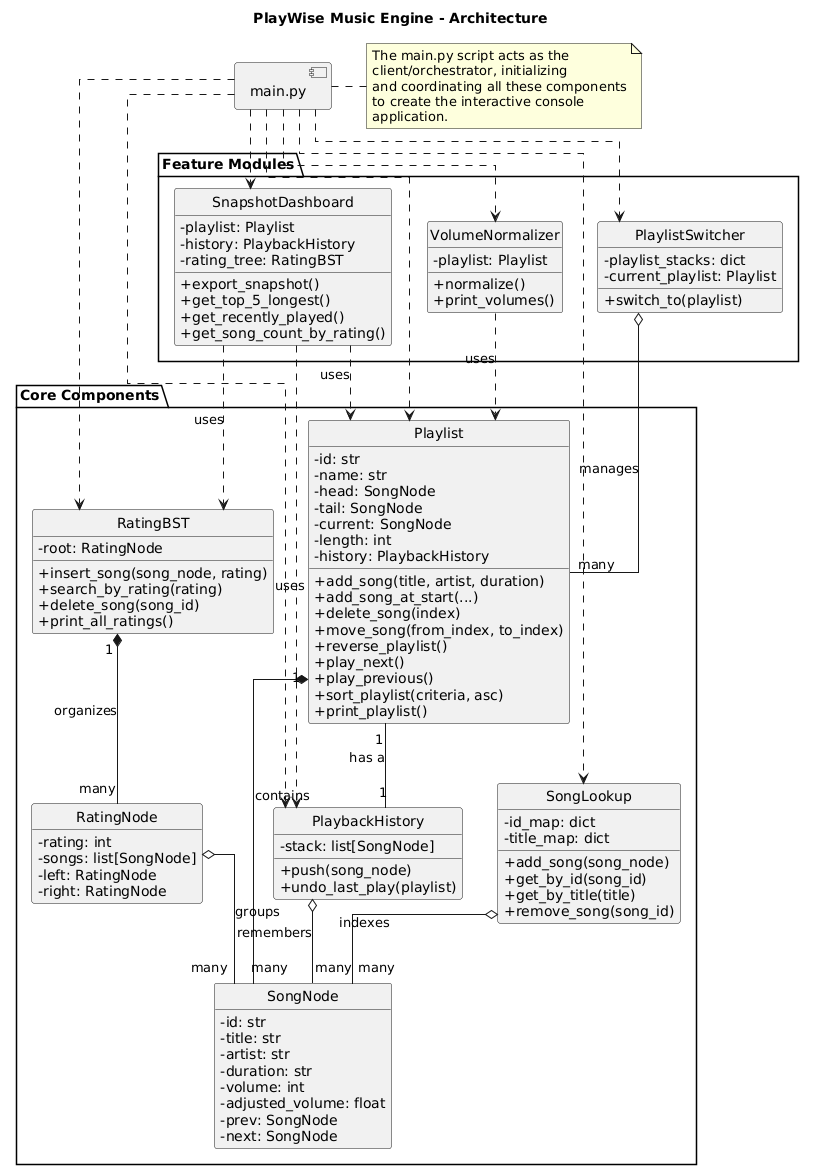 PlayWise Music Engine - Architecture
main.py
The main.py script acts as the
client/orchestrator, initializing
and coordinating all these components
to create the interactive console
application.
Feature Modules
SnapshotDashboard
-playlist: Playlist
-history: PlaybackHistory
-rating_tree: RatingBST
+export_snapshot()
+get_top_5_longest()
+get_recently_played()
+get_song_count_by_rating()
VolumeNormalizer
-playlist: Playlist
+normalize()
+print_volumes()
PlaylistSwitcher
-playlist_stacks: dict
-current_playlist: Playlist
+switch_to(playlist)
uses
uses
uses
uses
manages
many
Core Components
Playlist
-id: str
-name: str
-head: SongNode
-tail: SongNode
-current: SongNode
-length: int
-history: PlaybackHistory
+add_song(title, artist, duration)
+add_song_at_start(...)
+delete_song(index)
+move_song(from_index, to_index)
+reverse_playlist()
+play_next()
+play_previous()
+sort_playlist(criteria, asc)
+print_playlist()
RatingBST
-root: RatingNode
+insert_song(song_node, rating)
+search_by_rating(rating)
+delete_song(song_id)
+print_all_ratings()
1
organizes
many
1
1
has a
1
contains
RatingNode
-rating: int
-songs: list[SongNode]
-left: RatingNode
-right: RatingNode
PlaybackHistory
-stack: list[SongNode]
+push(song_node)
+undo_last_play(playlist)
SongLookup
-id_map: dict
-title_map: dict
+add_song(song_node)
+get_by_id(song_id)
+get_by_title(title)
+remove_song(song_id)
groups
remembers
indexes
many
many
many
many
SongNode
-id: str
-title: str
-artist: str
-duration: str
-volume: int
-adjusted_volume: float
-prev: SongNode
-next: SongNode